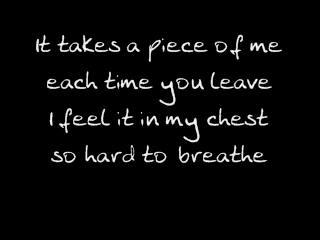 It takes a piece of me
each time you leave
I feel it in my chest
so hard to breathe